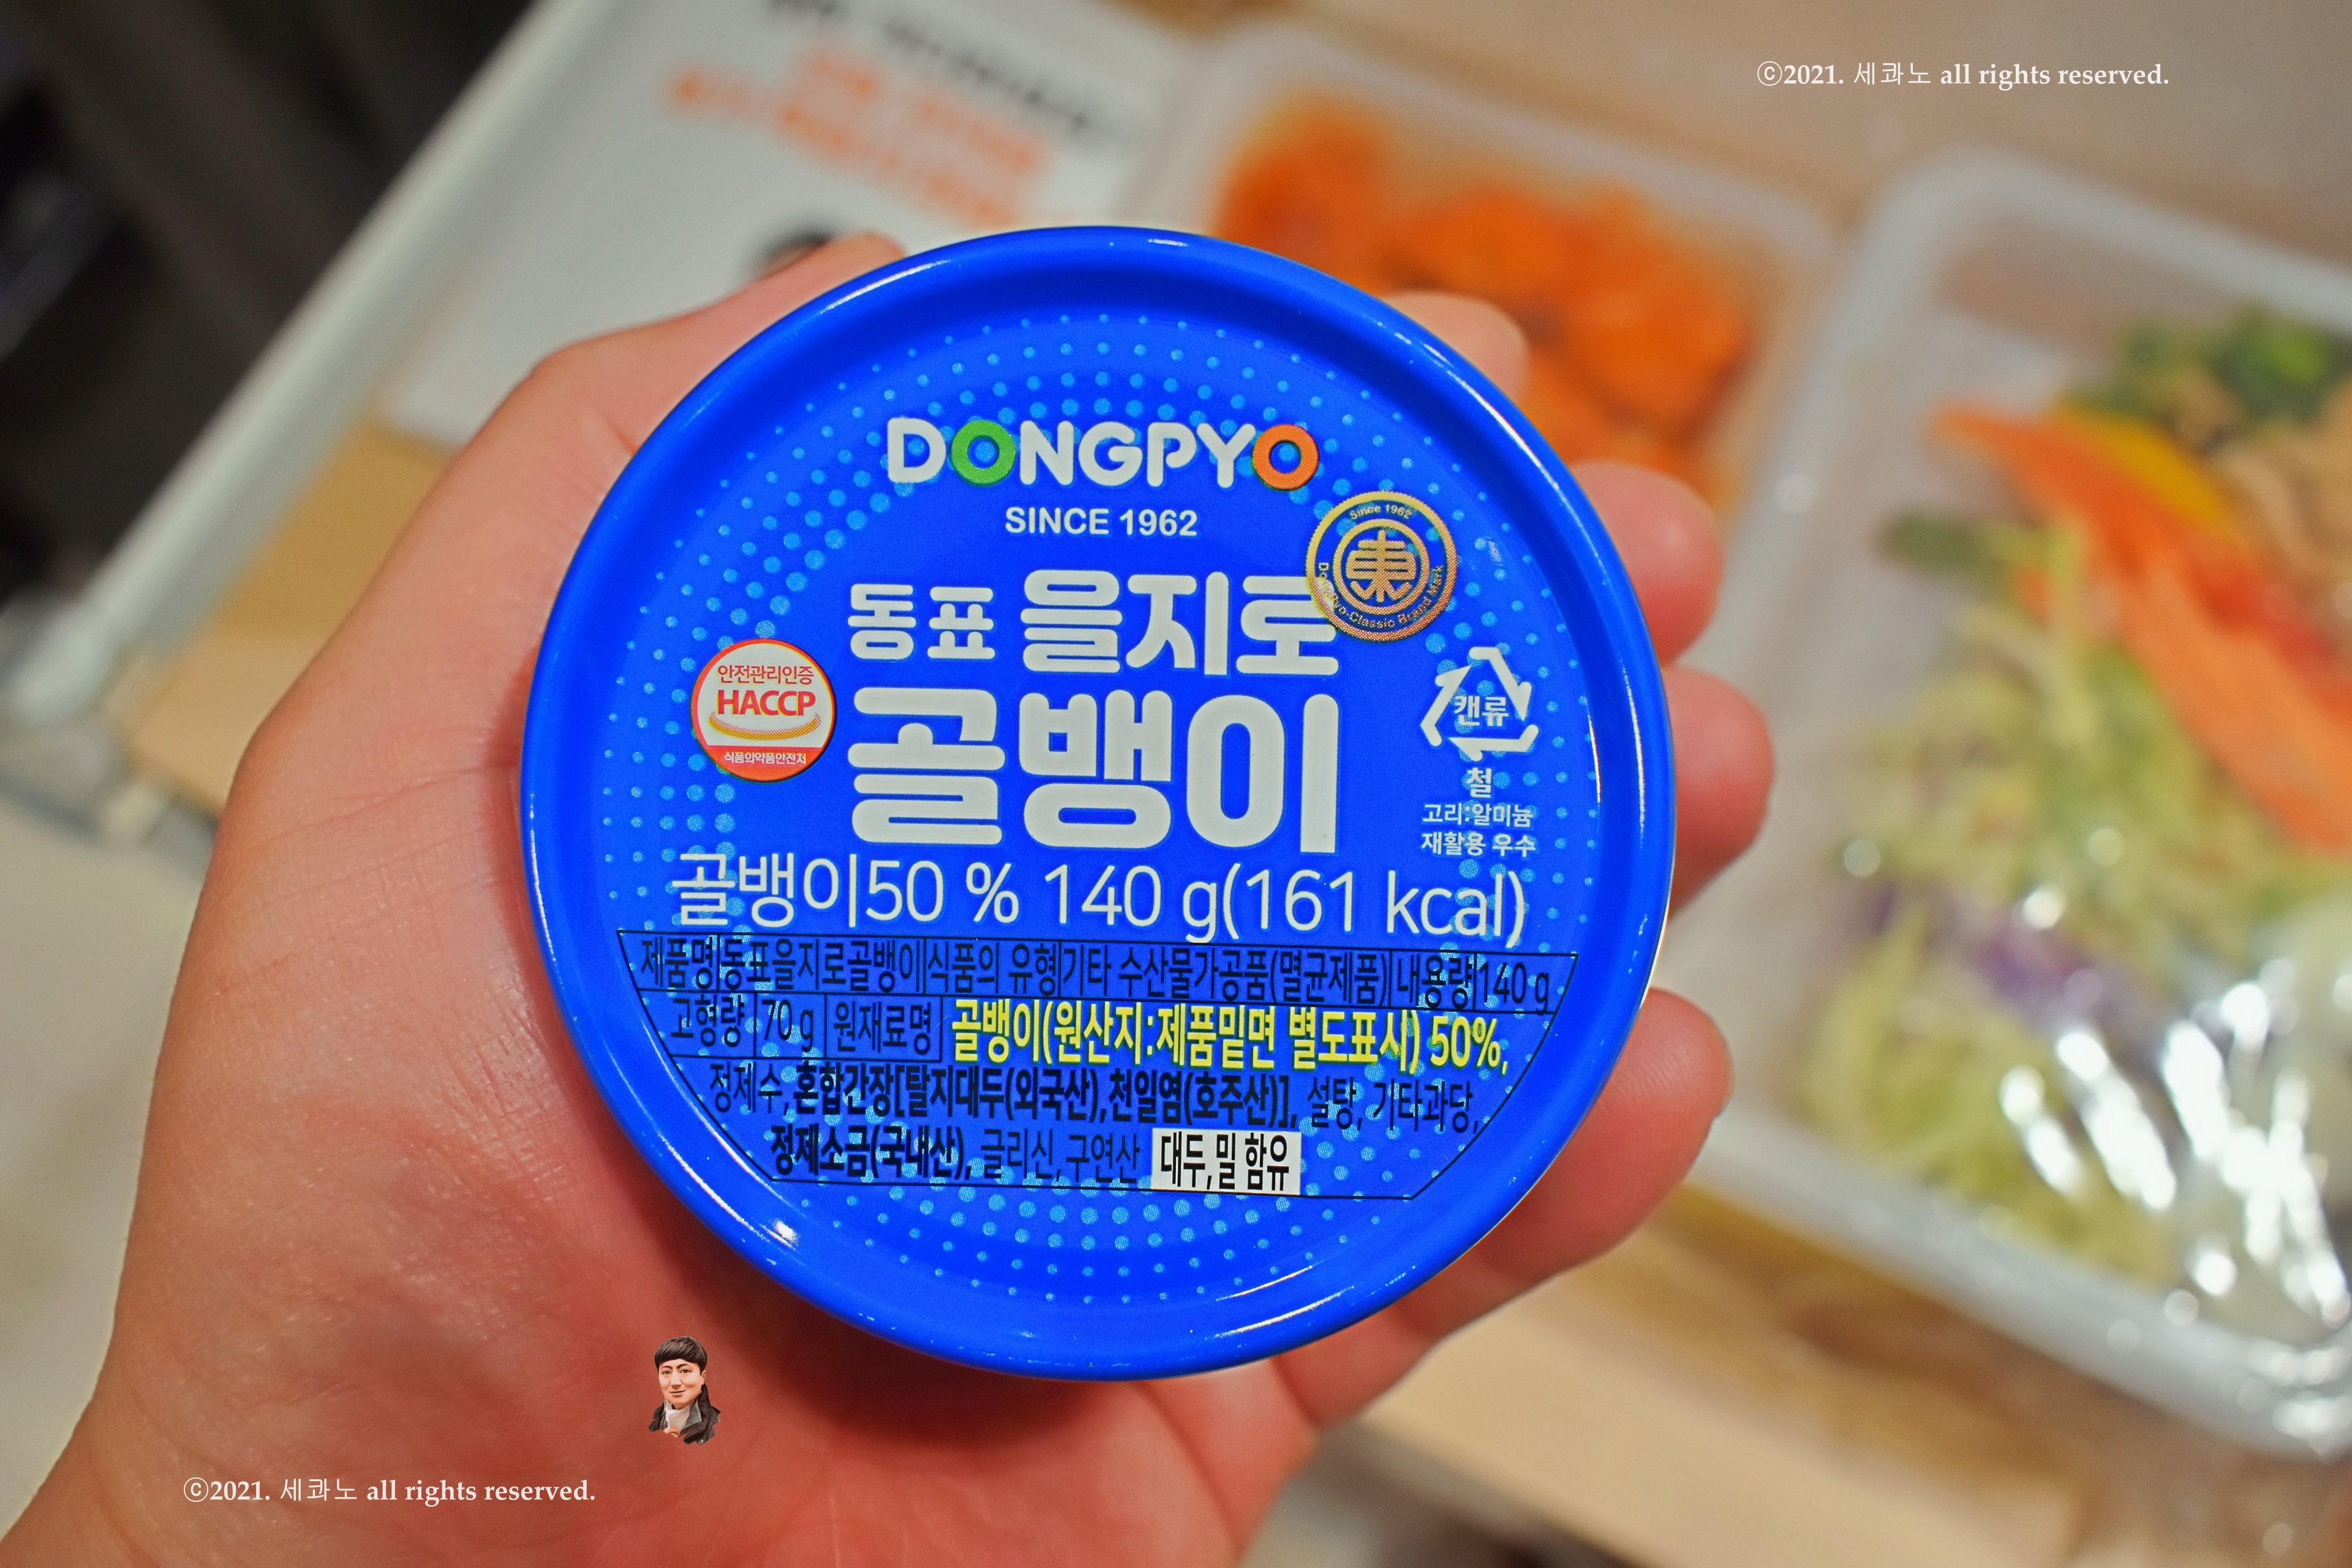 ⓒ2021. 세콰노 all rights reserved.
DONGPYO
SINCE 1962
Since 1962
東
DongPyo-Classic Brand Mark
동표 을지로
골뱅이
안전관리인증
HACCP
식품의약품안전처
캔류
철
고리:알미늄
재활용 우수
골뱅이50 % 140 g(161 kcal)
제품명 동표을지로골뱅이 식품의 유형 기타 수산물가공품(멸균제품) 내용량 140 g
고형량 70 g 원재료명 골뱅이(원산지:제품밑면 별도표시) 50%,
정제수, 혼합간장[탈지대두(외국산),천일염(호주산)], 설탕, 기타과당,
정제소금(국내산), 글리신, 구연산 대두,밀 함유
ⓒ2021. 세콰노 all rights reserved.